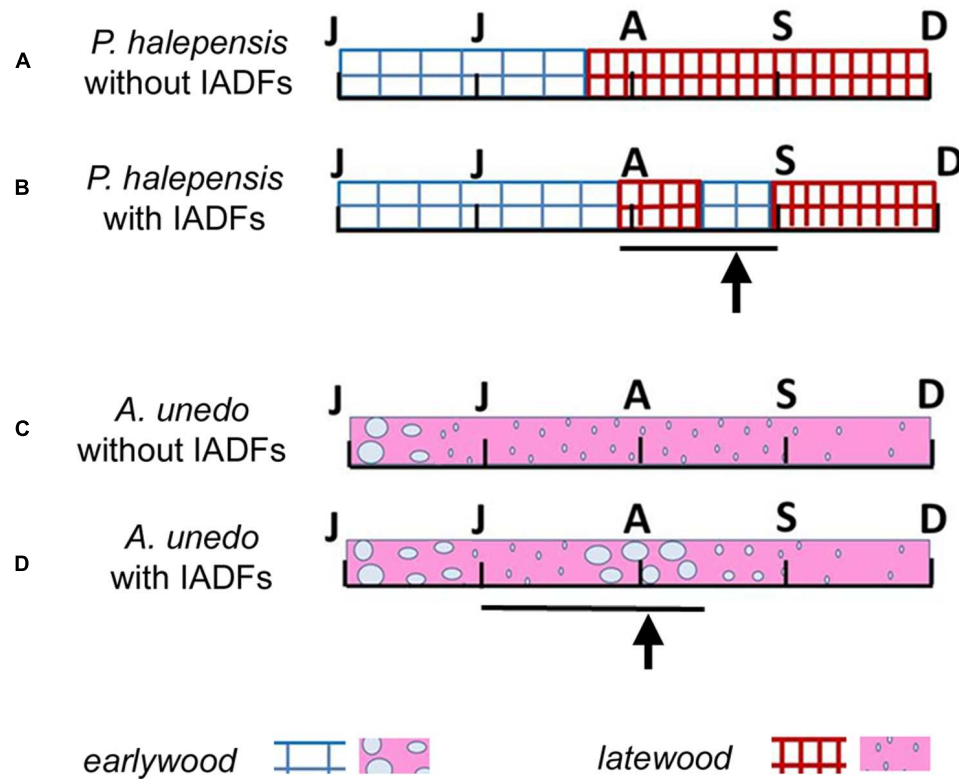 J J A S D
A P. halepensis
without IADFs
J J A S D
B P. halepensis
with IADFs
J J A S D
C A. unedo
without IADFs
J J A S D
D A. unedo
with IADFs
earlywood latewood